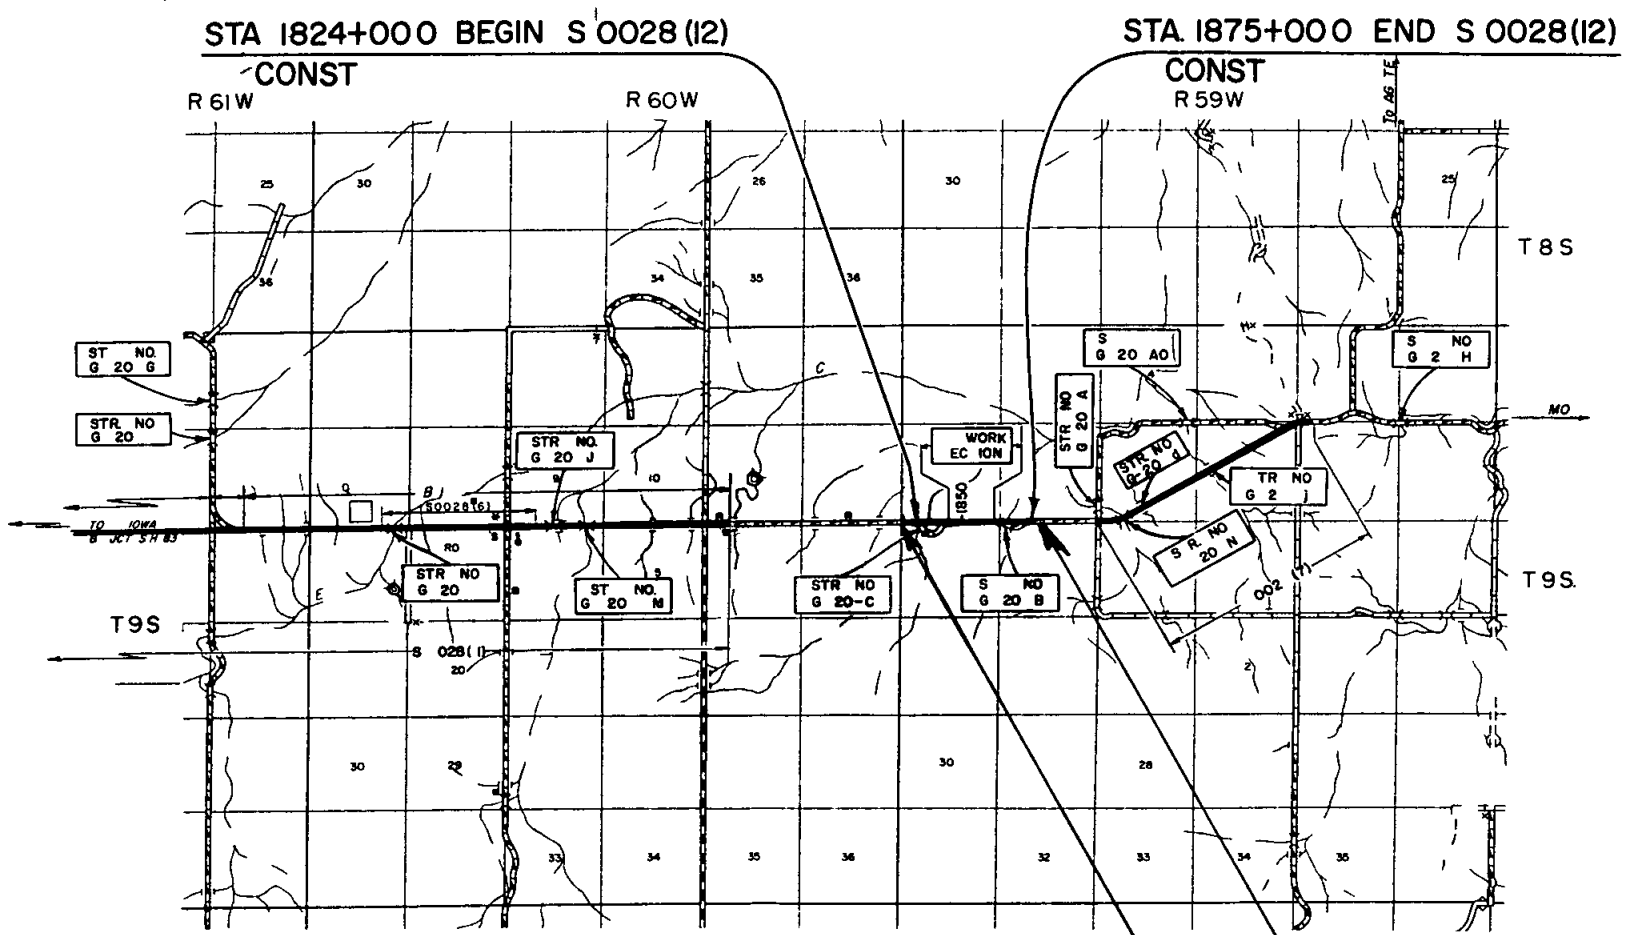 STA 1824+000 BEGIN S 0028 (12)
CONST
STA. 1875+000 END S 0028(12)
CONST
R 61W
R 60W
R 59W
TO AG TE
25
30
26
30
25
T 8S
36
34
35
36
ST NO.
G 20 G
STR. NO
G 20
STR NO.
G 20 J
C
WORK
EC ION
1850
STR NO
G 20 A
S
G 20 AO
4
S NO
G 2 H
MO
STR. NO
TR NO
G 2
S R. NO
20 N
002 (7)
Q
B
S0028(6)
9
10
TO IOWA
JCT S H 83
RO
STR NO
G 20
E
ST NO.
G 20 M
5
STR NO
G 20-C
S NO
G 20 B
T9S
T9S.
S 028(1)
20
2
30
29
30
28
33
34
35
36
32
33
34
35